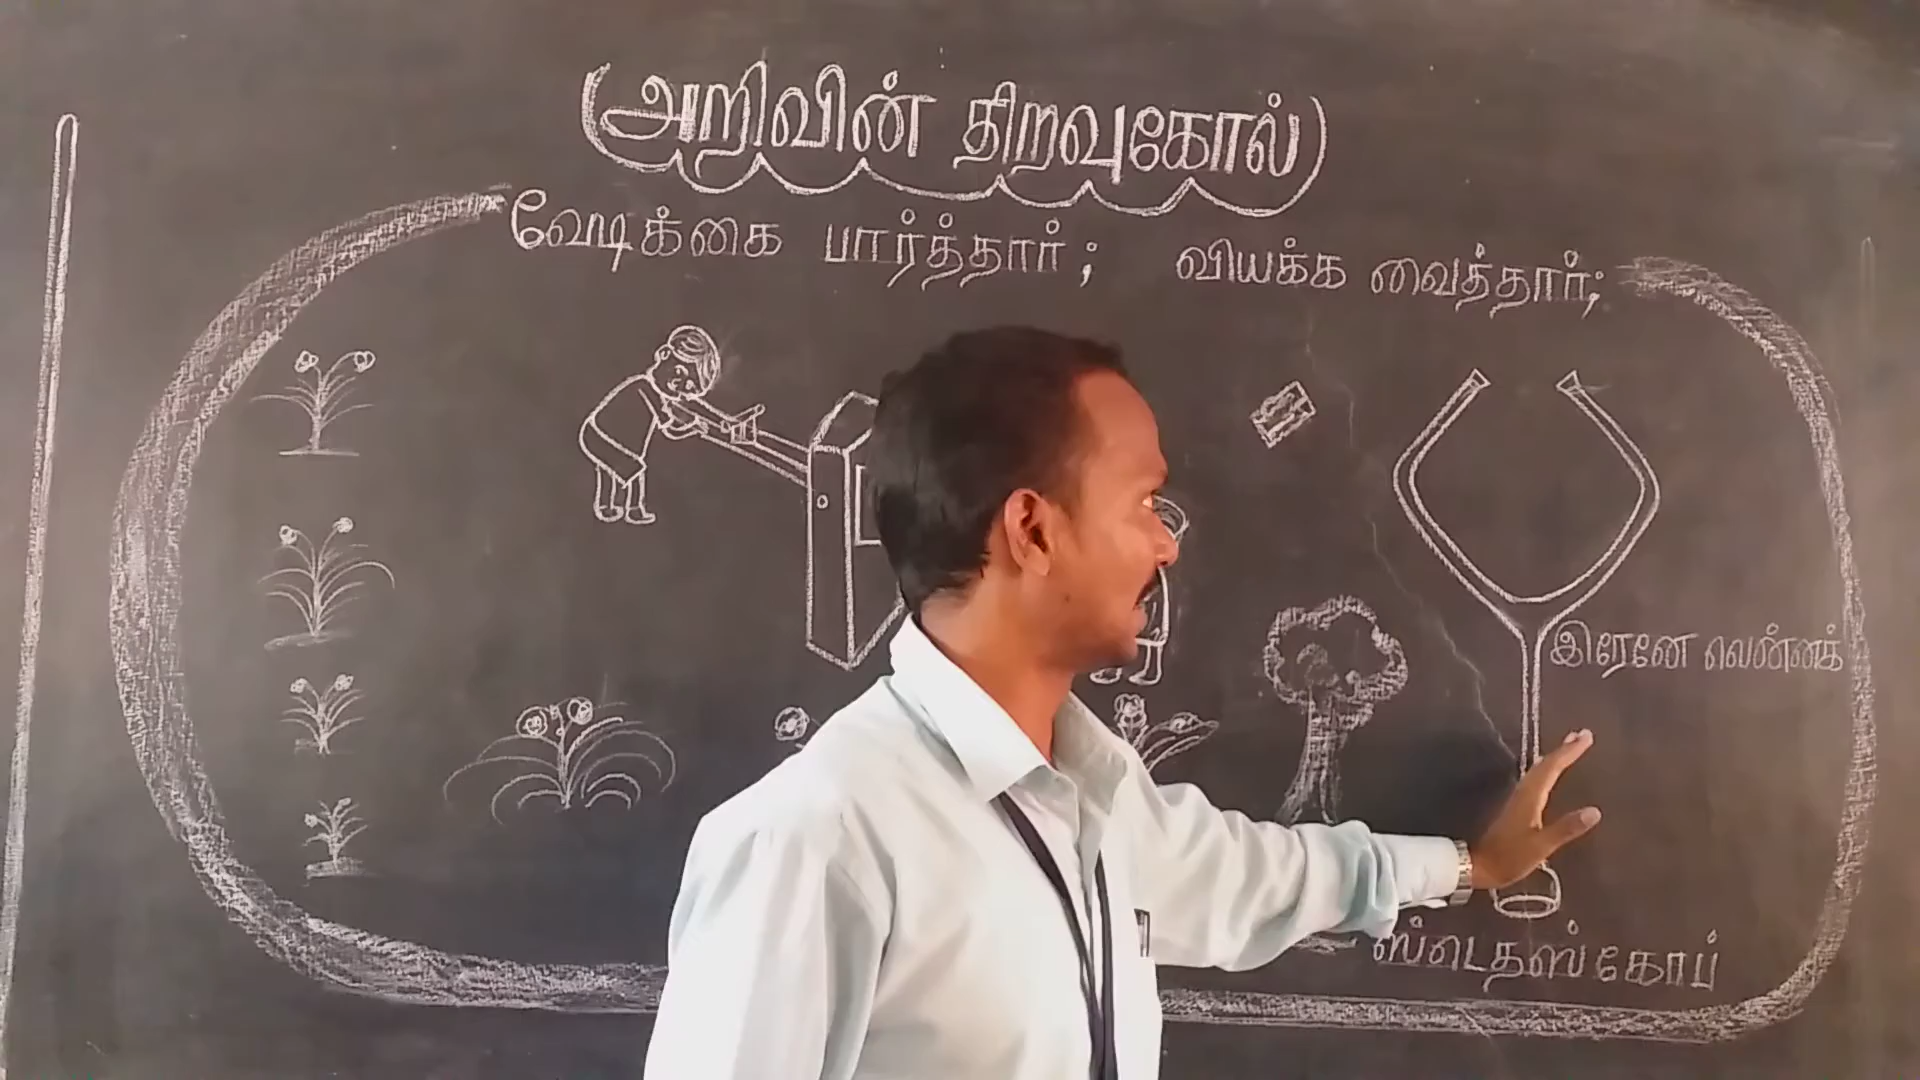 அறிவின் திறவுகோல்
வேடிக்கை பார்த்தார்; வியக்க வைத்தார்;
இரேனே லென்னக்
ஸ்டெதஸ்கோப்